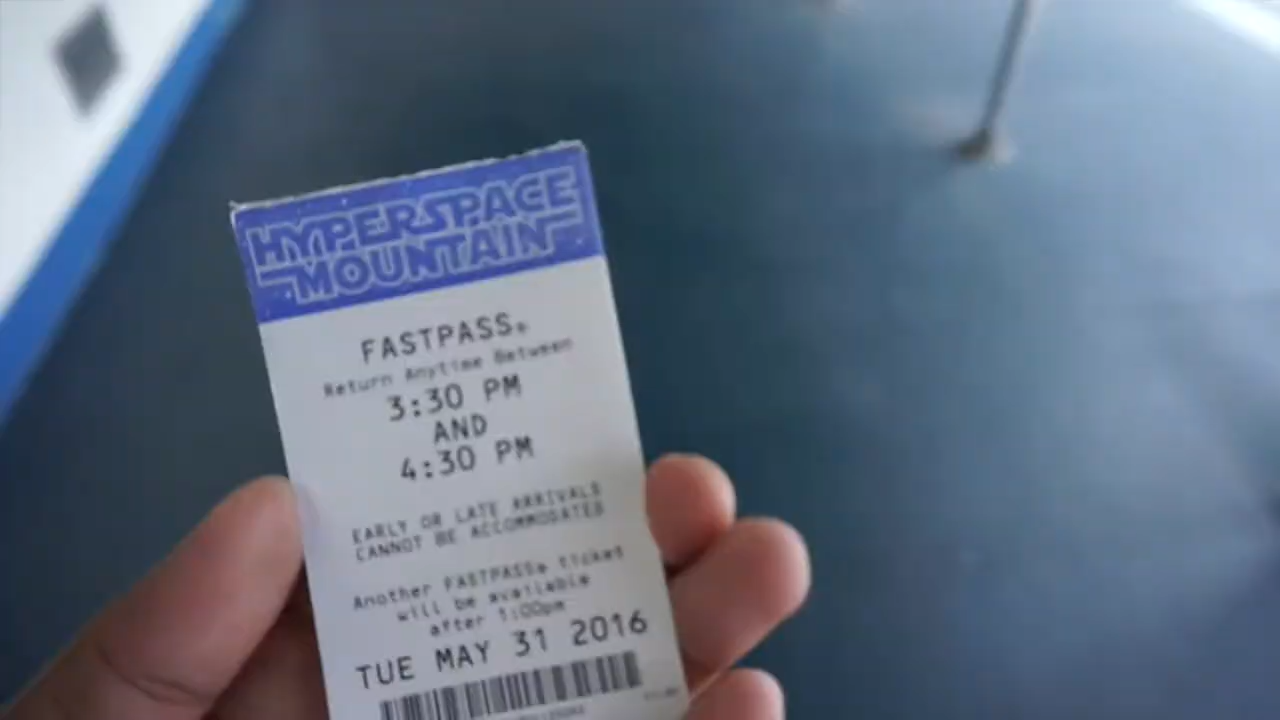 HYPERSPACE
MOUNTAIN
FASTPASS®
Return Anytime Between
3:30 PM
AND
4:30 PM
EARLY OR LATE ARRIVALS
CANNOT BE ACCOMMODATED
Another FASTPASS® ticket
will be available
after 1:00pm
TUE MAY 31 2016